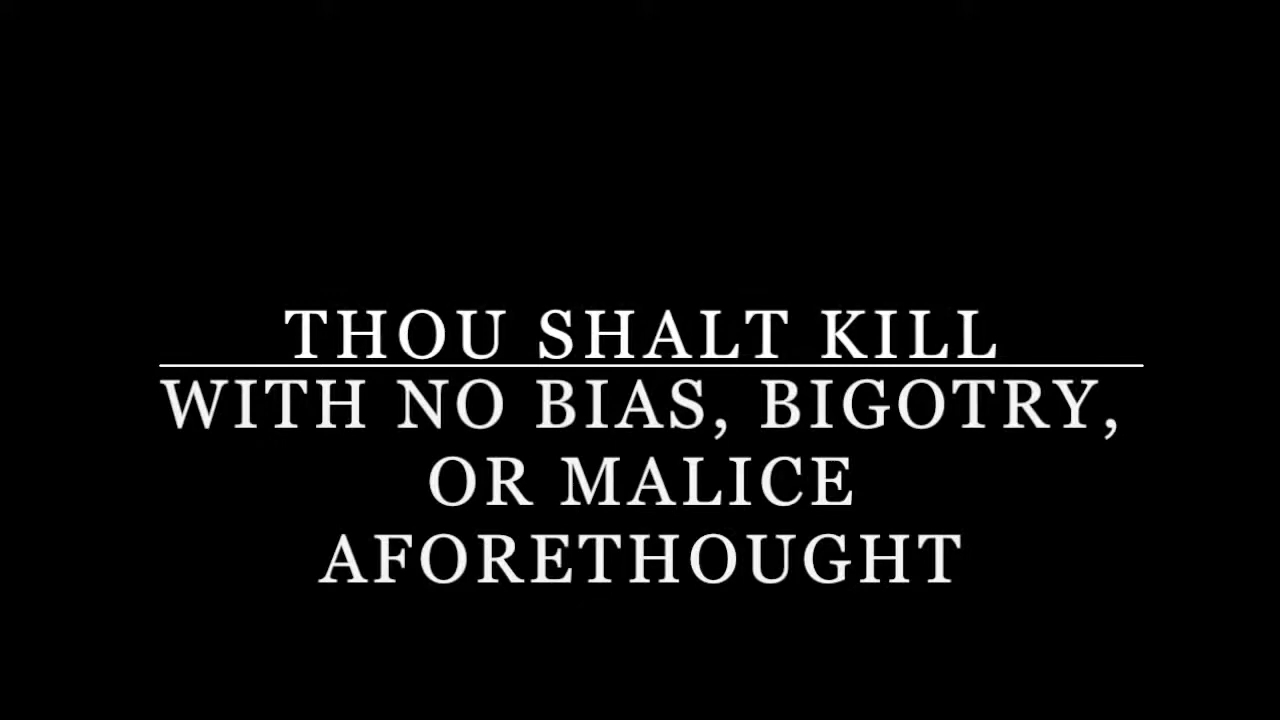 THOU SHALT KILL
WITH NO BIAS, BIGOTRY,
OR MALICE
AFORETHOUGHT